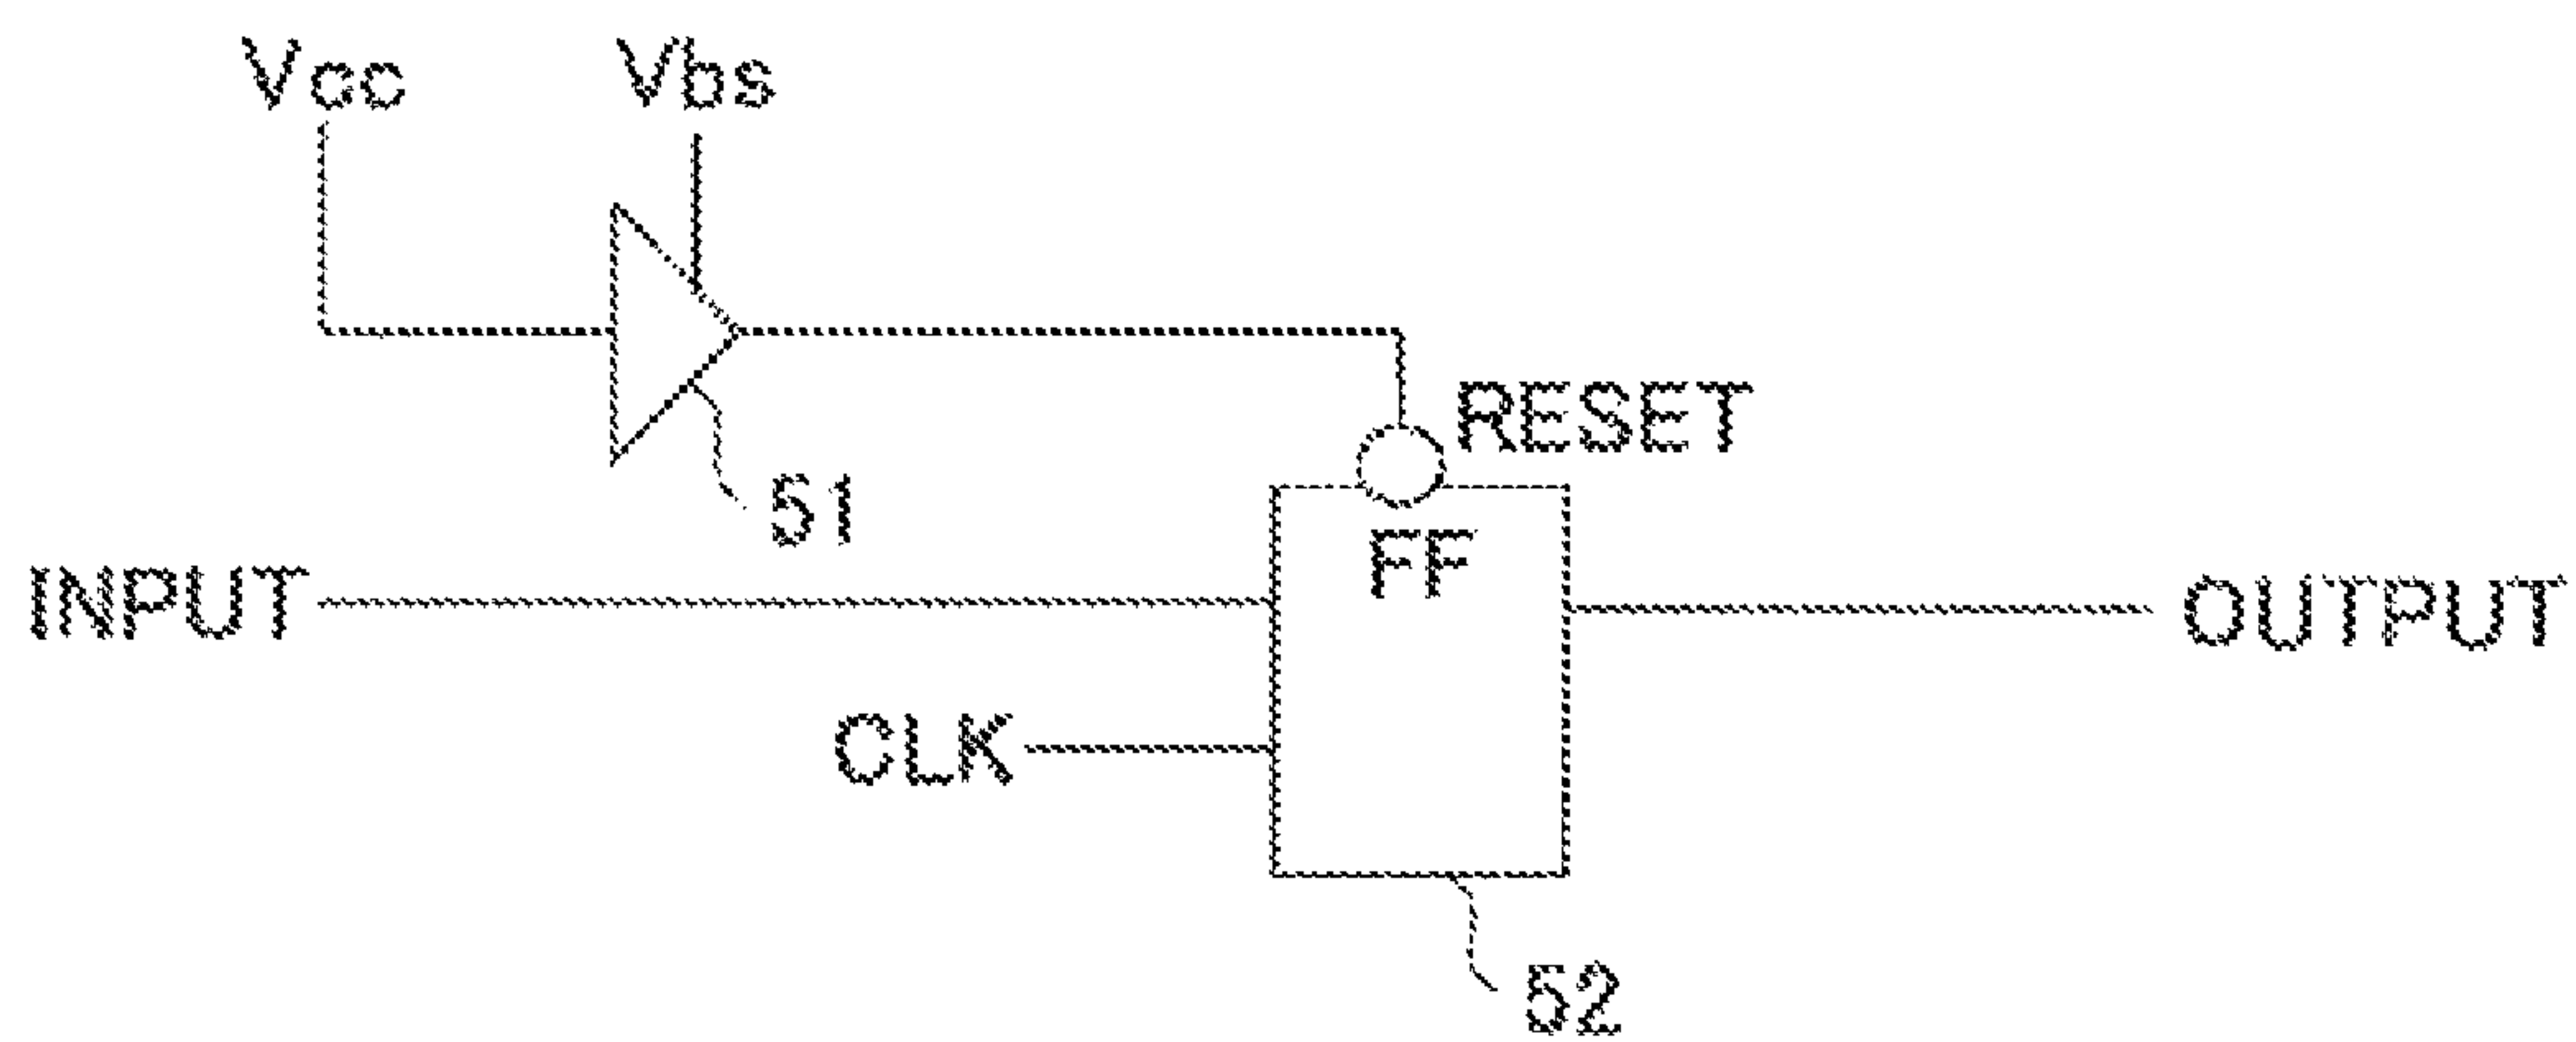 Vcc
Vbs
RESET
51
FF
INPUT
OUTPUT
CLK
52